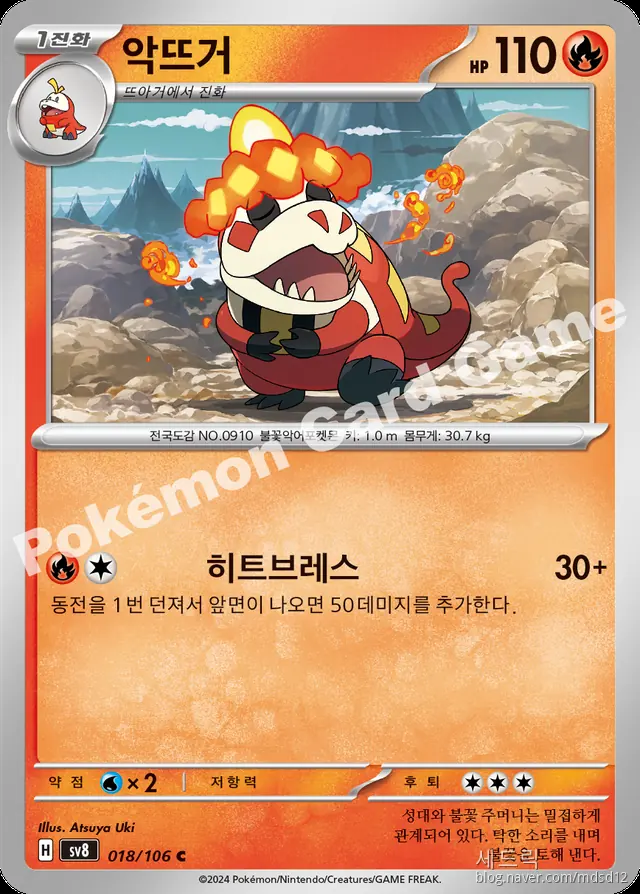 1진화
악뜨거
HP 110
뜨아거에서 진화
전국도감 NO.0910 불꽃악어포켓몬 키: 1.0 m 몸무게: 30.7 kg
Pokémon Card Game
히트브레스 30+
동전을 1번 던져서 앞면이 나오면 50데미지를 추가한다.
약점 ×2 저항력 후퇴
Illus. Atsuya Uki
H sv8 018/106 C
성대와 불꽃 주머니는 밀접하게
관계되어 있다. 탁한 소리를 내며
불꽃을 토해 낸다.
세트릭
blog.naver.com/mdsd12
©2024 Pokémon/Nintendo/Creatures/GAME FREAK.